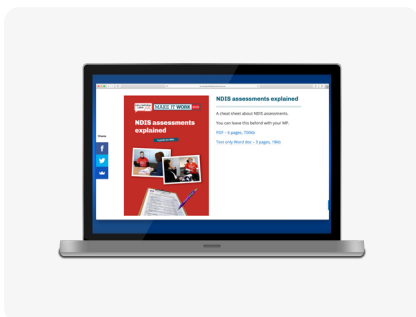 MAKE IT WORK
NDIS assessments
explained
Share
NDIS assessments explained
A cheat sheet about NDIS assessments.
You can leave this behind with your MP.
PDF - 6 pages, 700kb
Text only Word doc - 3 pages, 18kb